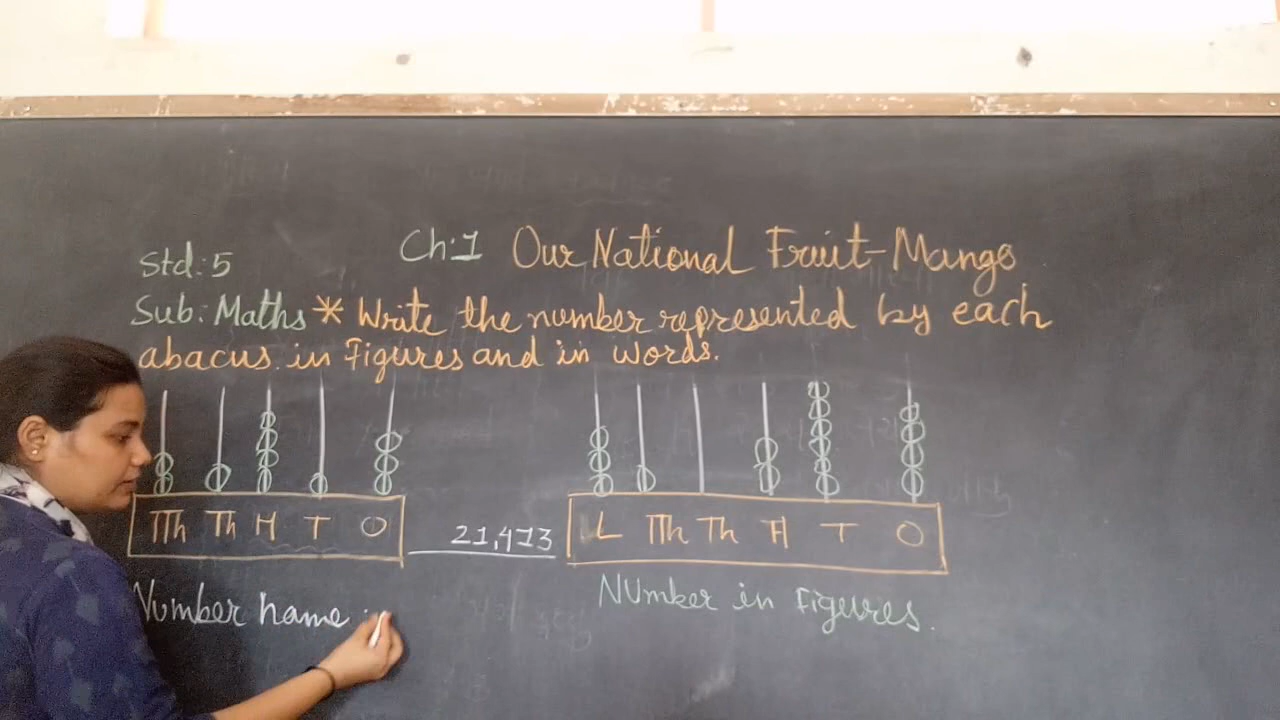 Std: 5
Ch:1 Our National Fruit-Mango
Sub: Maths * Write the number represented by each
abacus in Figures and in words.
TTh Th H T O
21,413
L TTh Th H T O
Number name :
NUmber in Figures.